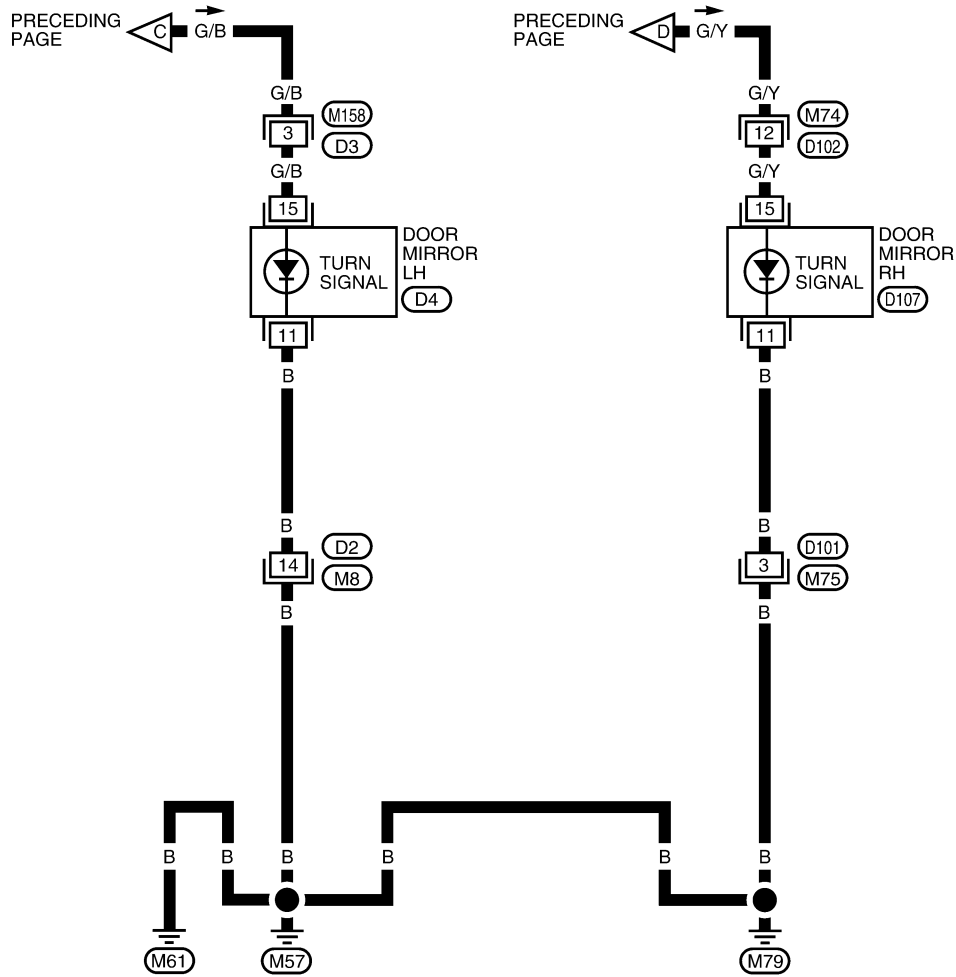 PRECEDING
PAGE
C
G/B
PRECEDING
PAGE
D
G/Y
G/B
G/Y
3
M158
D3
12
M74
D102
G/B
G/Y
15
15
TURN
SIGNAL
DOOR
MIRROR
LH
D4
TURN
SIGNAL
DOOR
MIRROR
RH
D107
11
11
B
B
B
B
14
D2
M8
3
D101
M75
B
B
B
B
B
B
B
B
M61
M57
M79